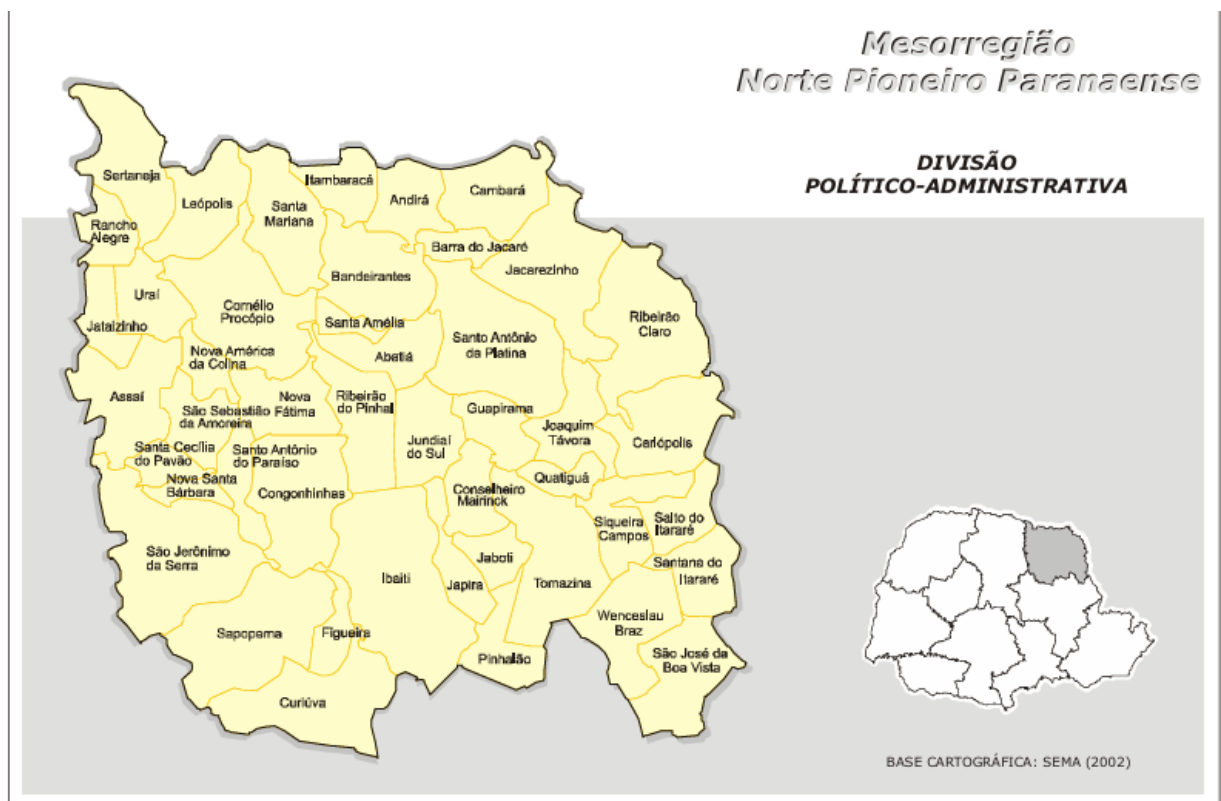 Mesorregião
Norte Pioneiro Paranaense
DIVISÃO
POLÍTICO-ADMINISTRATIVA
Sertaneja
Leópolis
Santa
Mariana
Itambaracá
Andirá
Cambará
Rancho
Alegre
Barra do Jacaré
Jacarezinho
Bandeirantes
Uraí
Cornélio
Procópio
Ribeirão
Claro
Jataizinho
Santa Amélia
Santo Antônio
da Platina
Nova América
da Colina
Abatiá
Assaí
Nova
Fátima
Ribeirão
do Pinhal
São Sebastião
da Amoreira
Guapirama
Joaquim
Távora
Carlópolis
Jundiaí
do Sul
Santa Cecília
do Pavão
Santo Antônio
do Paraíso
Nova Santa
Bárbara
Congonhinhas
Conselheiro
Mairinck
Quatiguá
Siqueira
Campos
Salto do
Itararé
São Jerônimo
da Serra
Ibaiti
Jaboti
Japira
Tomazina
Santana do
Itararé
Wenceslau
Braz
Sapopema
Figueira
Pinhalão
São José da
Boa Vista
Curiúva
BASE CARTOGRÁFICA: SEMA (2002)